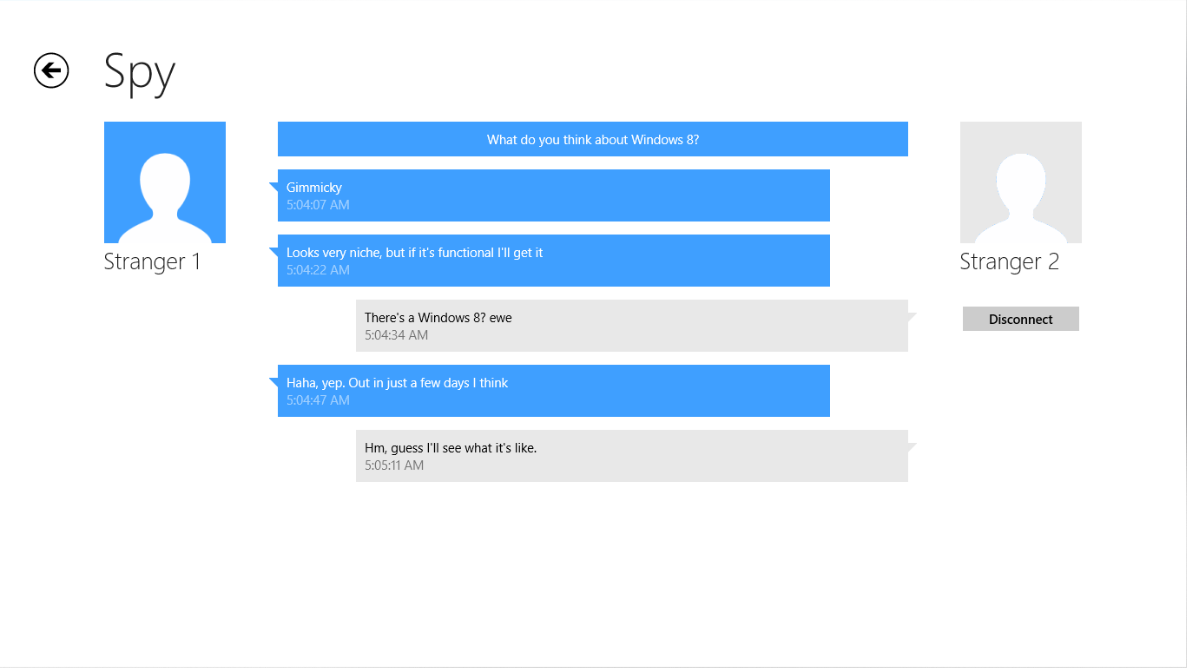 Spy
What do you think about Windows 8?
Gimmicky
5:04:07 AM
Looks very niche, but if it's functional I'll get it
5:04:22 AM
Stranger 1
Stranger 2
There's a Windows 8? ewe
5:04:34 AM
Disconnect
Haha, yep. Out in just a few days I think
5:04:47 AM
Hm, guess I'll see what it's like.
5:05:11 AM